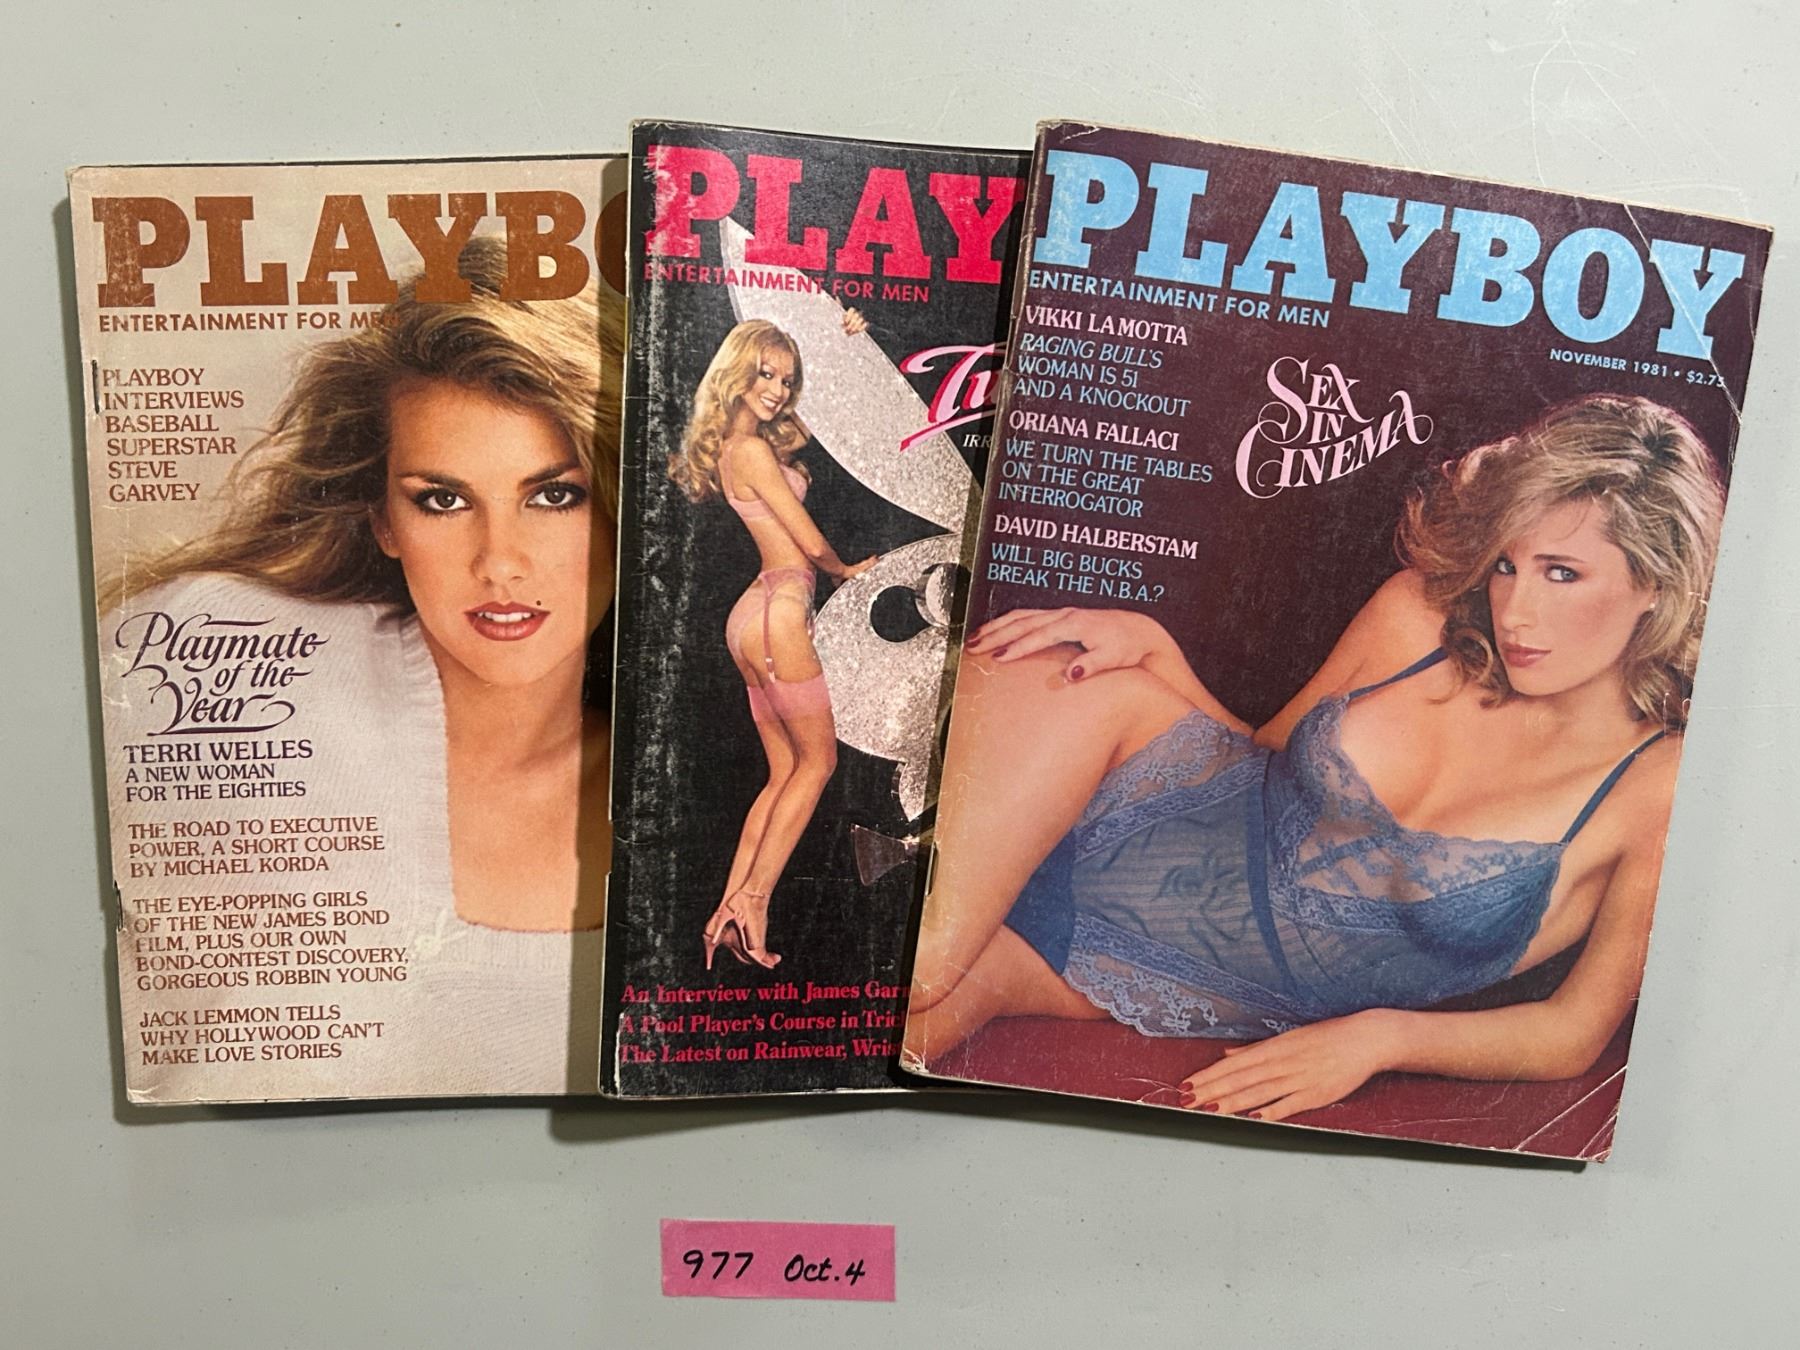 PLAYBO
ENTERTAINMENT FOR MEN
PLAYBOY
INTERVIEWS
BASEBALL
SUPERSTAR
STEVE
GARVEY
Playmate
of the
Year
TERRI WELLES
A NEW WOMAN
FOR THE EIGHTIES
THE ROAD TO EXECUTIVE
POWER, A SHORT COURSE
BY MICHAEL KORDA
THE EYE-POPPING GIRLS
OF THE NEW JAMES BOND
FILM, PLUS OUR OWN
BOND-CONTEST DISCOVERY,
GORGEOUS ROBBIN YOUNG
JACK LEMMON TELLS
WHY HOLLYWOOD CAN'T
MAKE LOVE STORIES
PLAY
ENTERTAINMENT FOR MEN
An Interview with James Gar
A Pool Player's Course in Tric
The Latest on Rainwear, Wris
PLAYBOY
ENTERTAINMENT FOR MEN
NOVEMBER 1981 • $2.75
VIKKI LA MOTTA
RAGING BULL'S
WOMAN IS 51
AND A KNOCKOUT
SEX
IN
CINEMA
ORIANA FALLACI
WE TURN THE TABLES
ON THE GREAT
INTERROGATOR
DAVID HALBERSTAM
WILL BIG BUCKS
BREAK THE N.B.A.?
977 Oct. 4